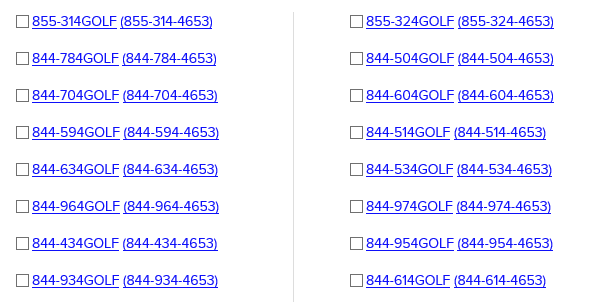 855-314GOLF (855-314-4653)
844-784GOLF (844-784-4653)
844-704GOLF (844-704-4653)
844-594GOLF (844-594-4653)
844-634GOLF (844-634-4653)
844-964GOLF (844-964-4653)
844-434GOLF (844-434-4653)
844-934GOLF (844-934-4653)
855-324GOLF (855-324-4653)
844-504GOLF (844-504-4653)
844-604GOLF (844-604-4653)
844-514GOLF (844-514-4653)
844-534GOLF (844-534-4653)
844-974GOLF (844-974-4653)
844-954GOLF (844-954-4653)
844-614GOLF (844-614-4653)